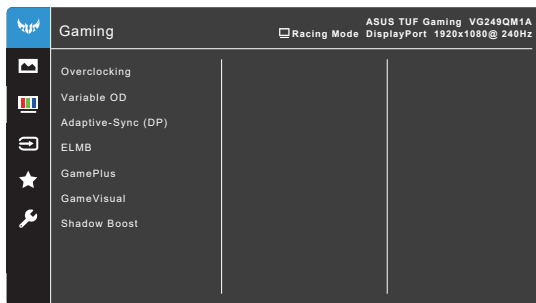 Gaming
ASUS TUF Gaming VG249QM1A
Racing Mode DisplayPort 1920x1080@ 240Hz
Overclocking
Variable OD
Adaptive-Sync (DP)
ELMB
GamePlus
GameVisual
Shadow Boost